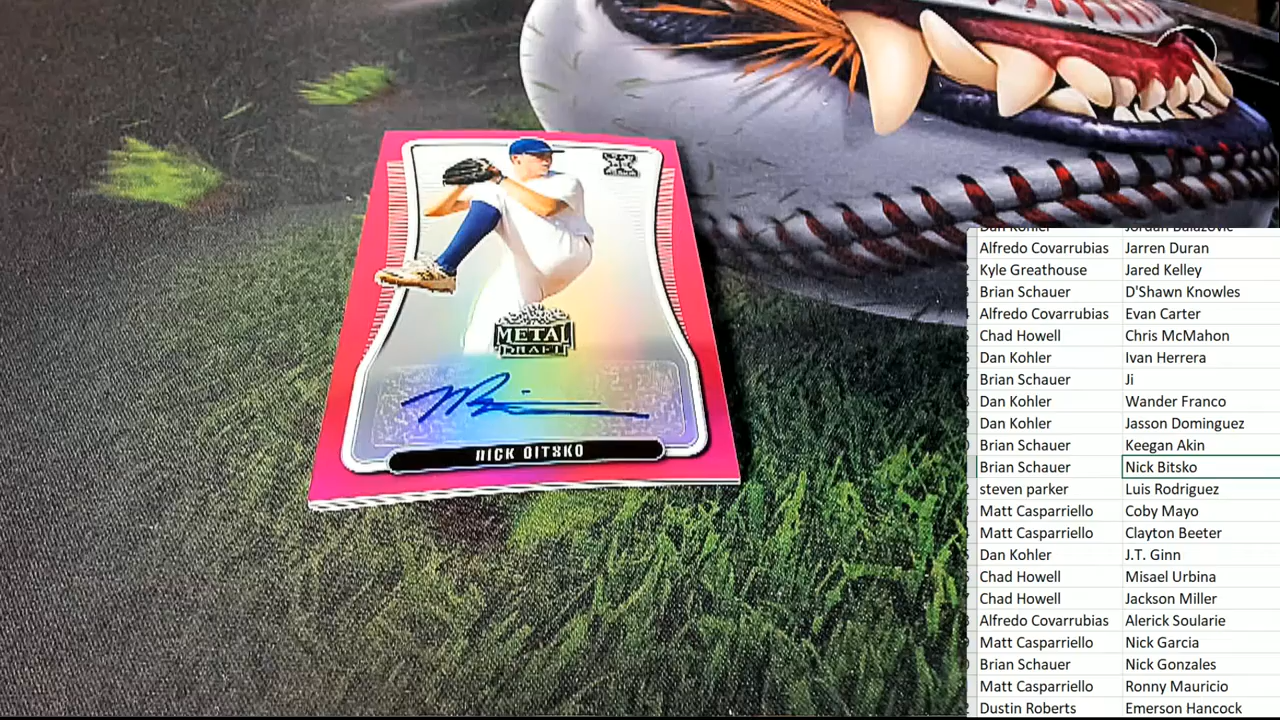 METAL
DRAFT
NICK BITSKO
Dan Kohler Jordan Balazovic
Alfredo Covarrubias Jarren Duran
Kyle Greathouse Jared Kelley
Brian Schauer D'Shawn Knowles
Alfredo Covarrubias Evan Carter
Chad Howell Chris McMahon
Dan Kohler Ivan Herrera
Brian Schauer Ji
Dan Kohler Wander Franco
Dan Kohler Jasson Dominguez
Brian Schauer Keegan Akin
Brian Schauer Nick Bitsko
steven parker Luis Rodriguez
Matt Casparriello Coby Mayo
Matt Casparriello Clayton Beeter
Dan Kohler J.T. Ginn
Chad Howell Misael Urbina
Chad Howell Jackson Miller
Alfredo Covarrubias Alerick Soularie
Matt Casparriello Nick Garcia
Brian Schauer Nick Gonzales
Matt Casparriello Ronny Mauricio
Dustin Roberts Emerson Hancock